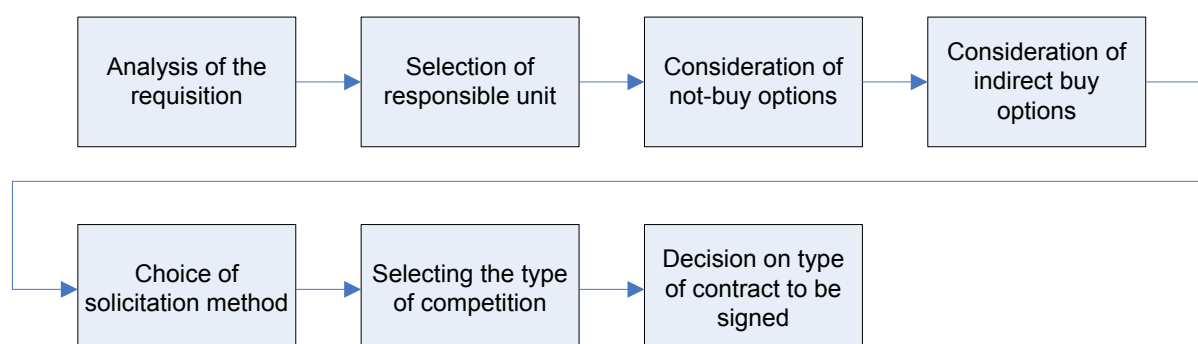 Analysis of the
requisition
Selection of
responsible unit
Consideration of
not-buy options
Consideration of
indirect buy
options
Choice of
solicitation method
Selecting the type
of competition
Decision on type
of contract to be
signed